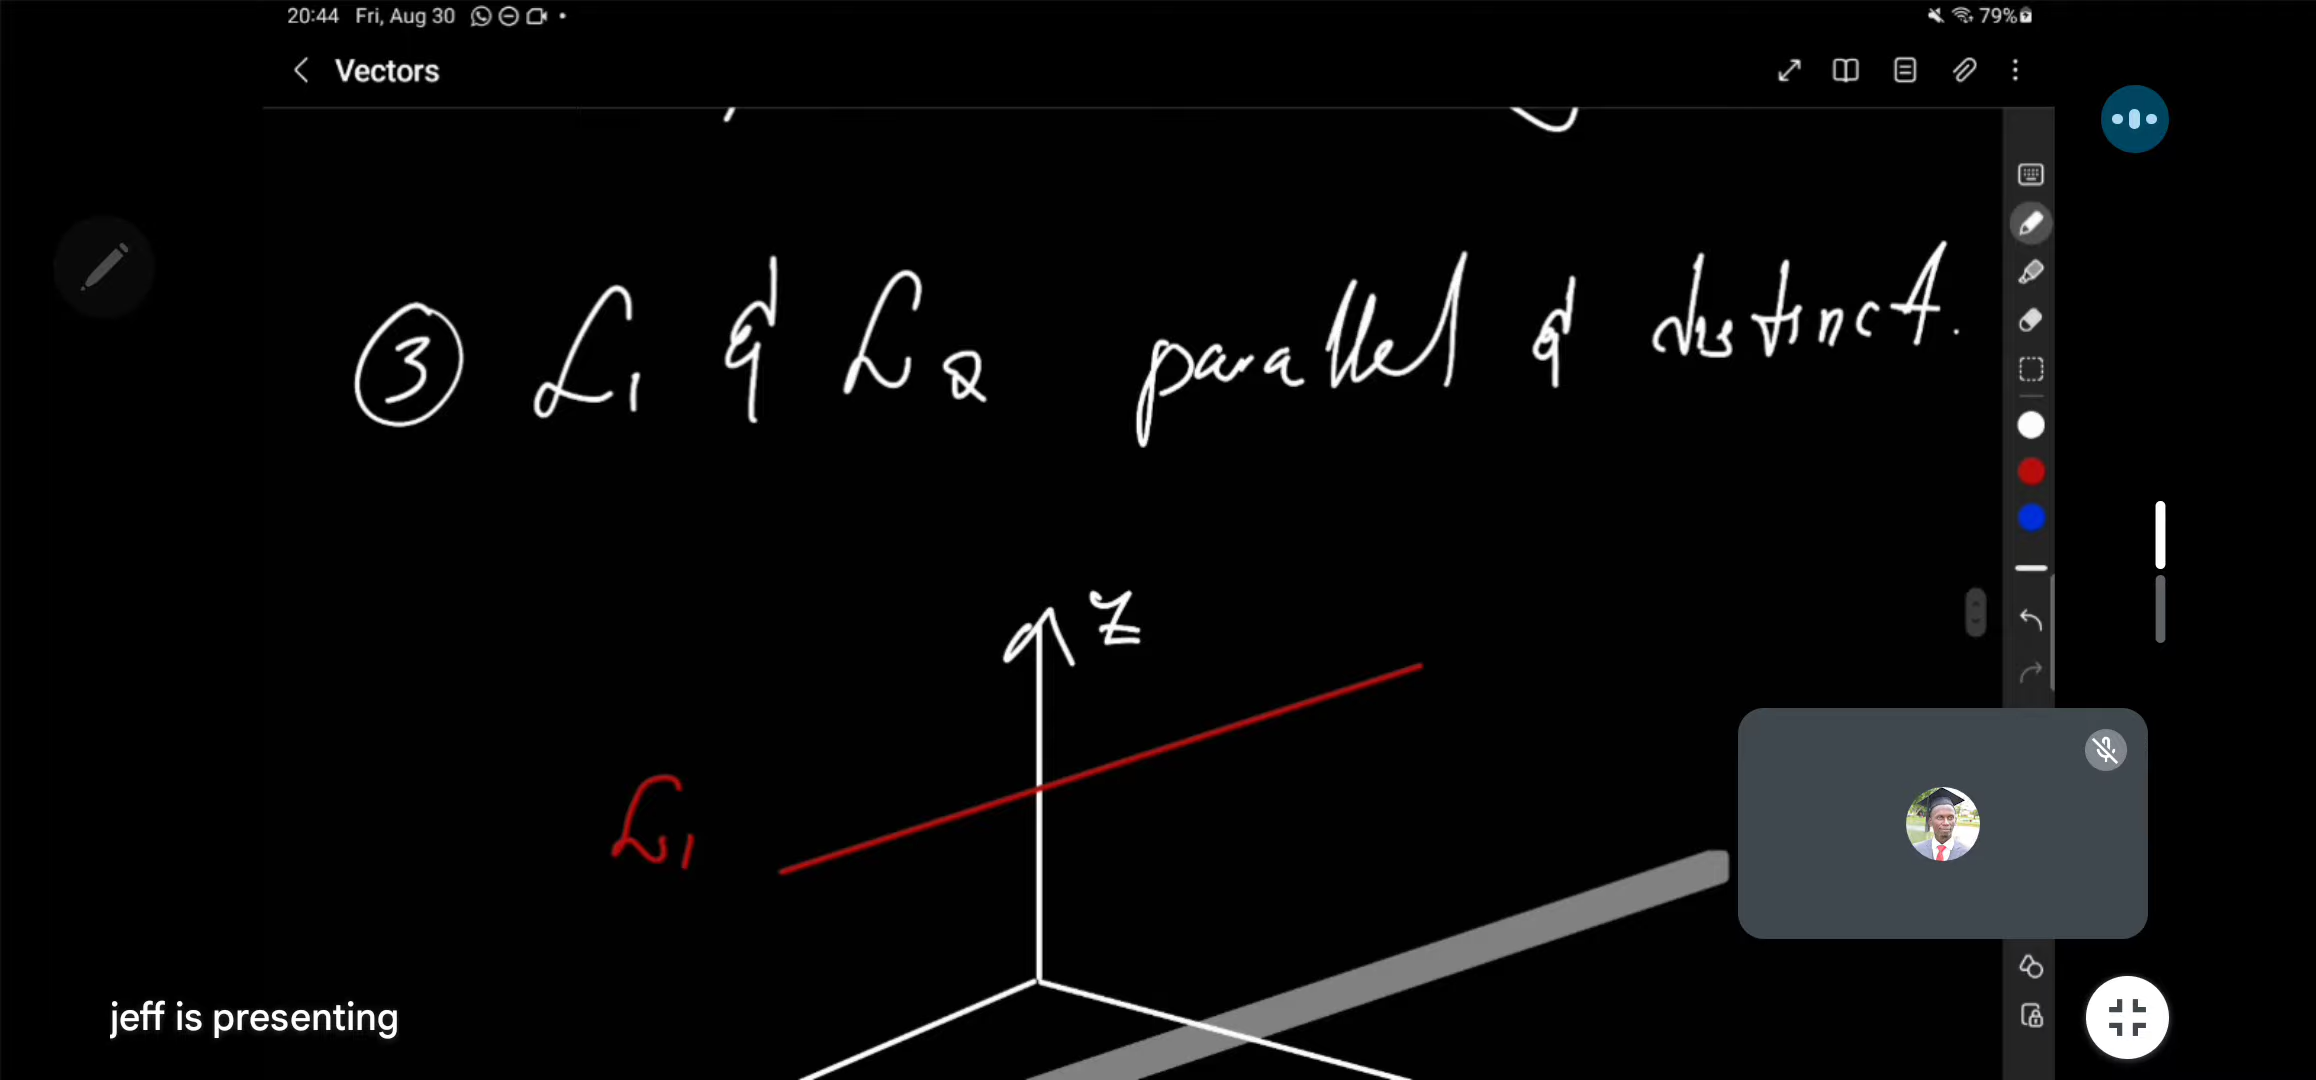 20:44 Fri, Aug 30 79%
Vectors
③ L₁ & L₂ parallel & distinct.
z
L₁
jeff is presenting